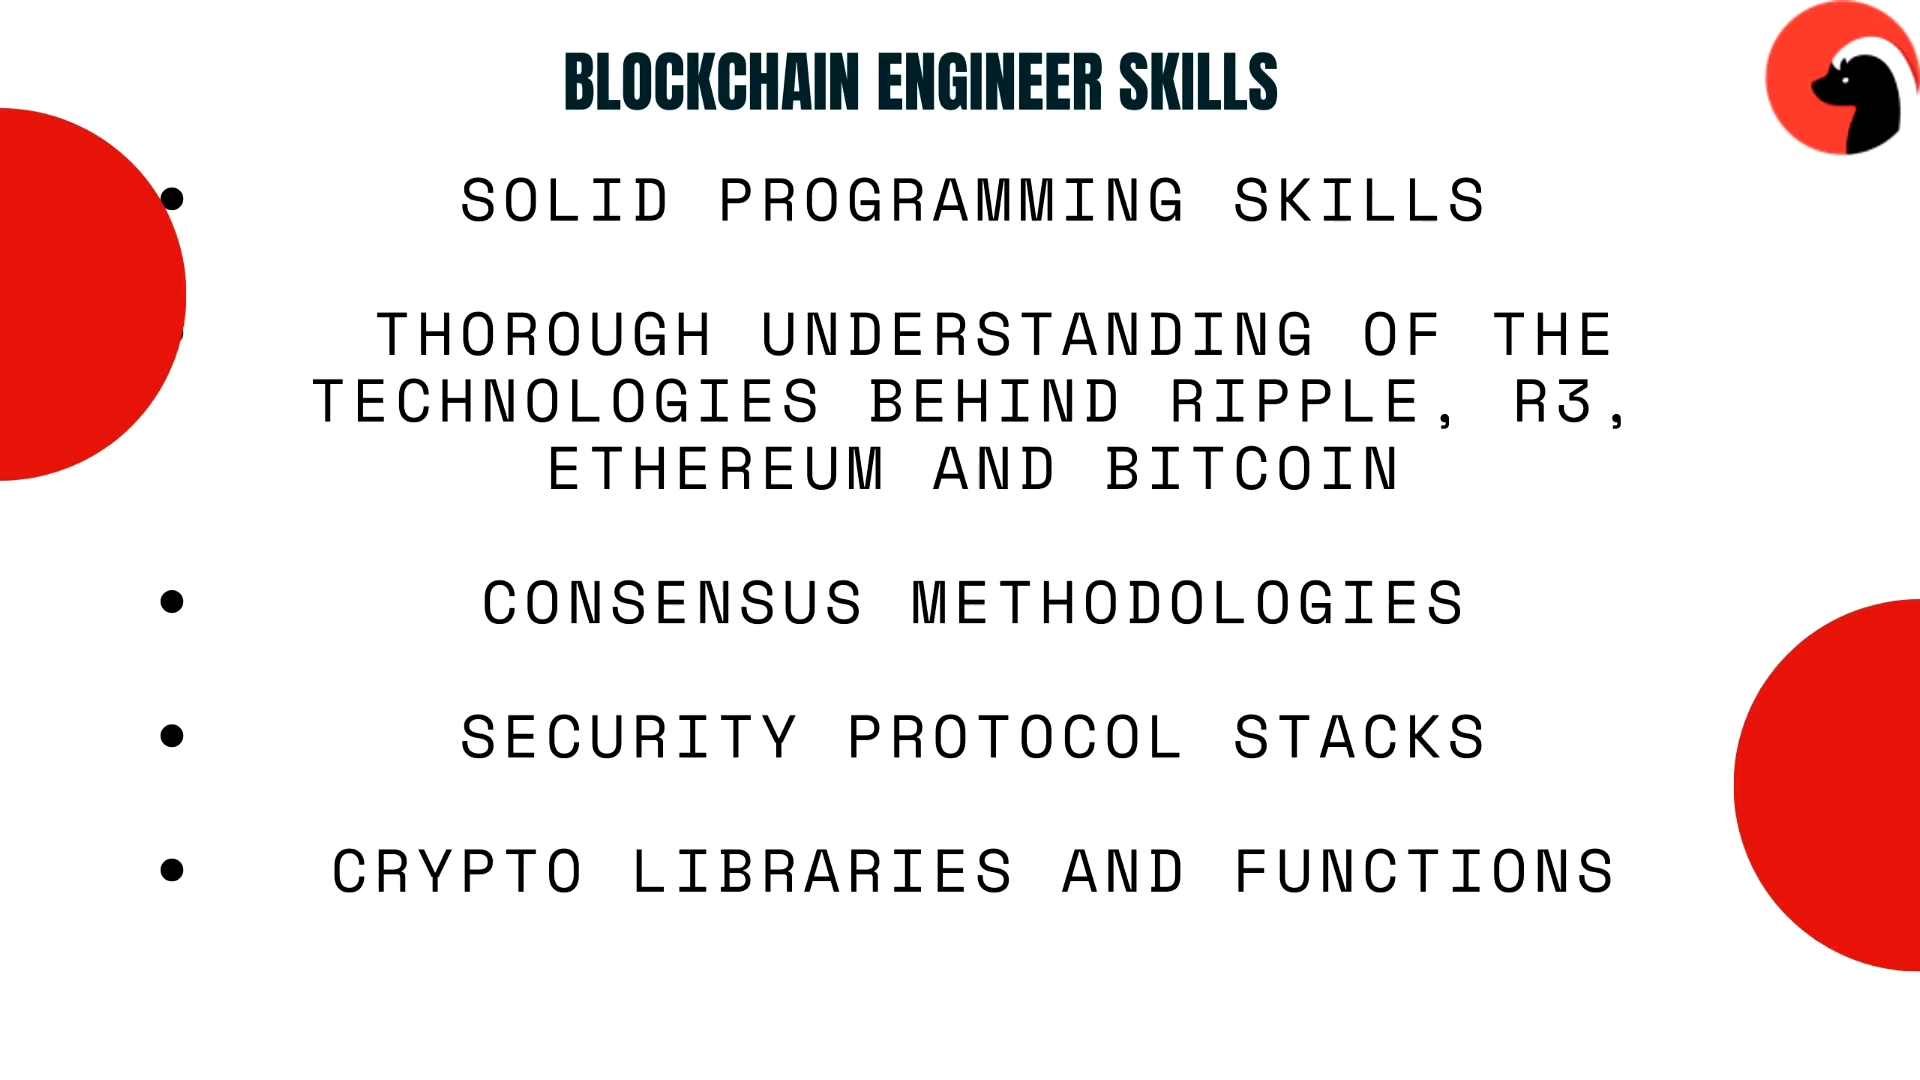 BLOCKCHAIN ENGINEER SKILLS
• SOLID PROGRAMMING SKILLS
THOROUGH UNDERSTANDING OF THE
TECHNOLOGIES BEHIND RIPPLE, R3,
ETHEREUM AND BITCOIN
• CONSENSUS METHODOLOGIES
• SECURITY PROTOCOL STACKS
• CRYPTO LIBRARIES AND FUNCTIONS